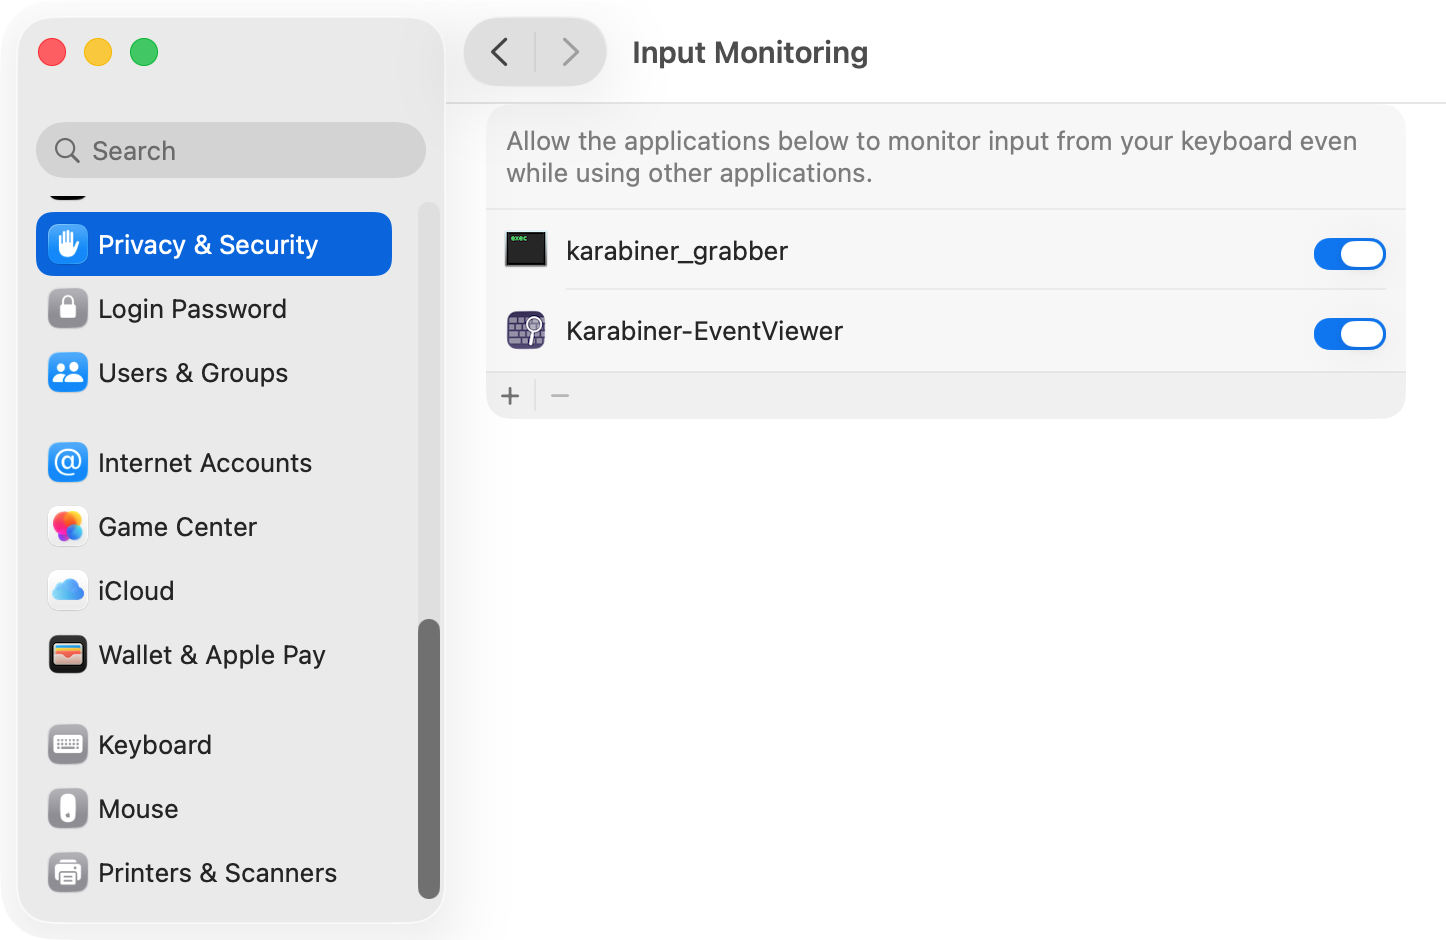 Input Monitoring
Search
Privacy & Security
Login Password
Users & Groups
Internet Accounts
Game Center
iCloud
Wallet & Apple Pay
Keyboard
Mouse
Printers & Scanners
Allow the applications below to monitor input from your keyboard even
while using other applications.
exec
karabiner_grabber
Karabiner-EventViewer